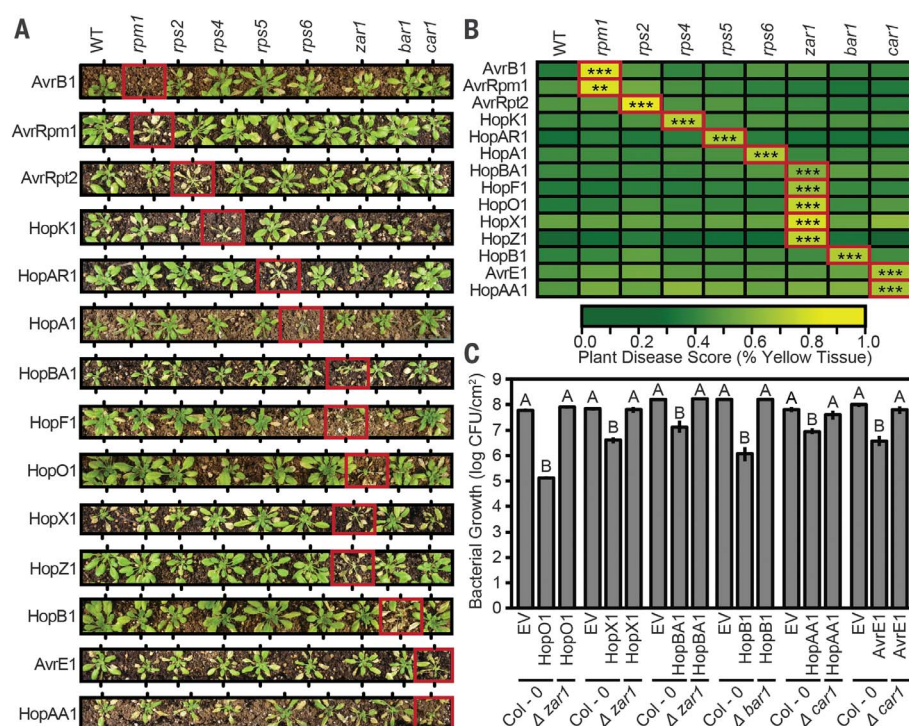 A
WT rpm1 rps2 rps4 rps5 rps6 zar1 bar1 car1
AvrB1
AvrRpm1
AvrRpt2
HopK1
HopAR1
HopA1
HopBA1
HopF1
HopO1
HopX1
HopZ1
HopB1
AvrE1
HopAA1
B
WT rpm1 rps2 rps4 rps5 rps6 zar1 bar1 car1
AvrB1 ***
AvrRpm1 **
AvrRpt2 ***
HopK1 ***
HopAR1 ***
HopA1 ***
HopBA1 ***
HopF1 ***
HopO1 ***
HopX1 ***
HopZ1 ***
HopB1 ***
AvrE1 ***
HopAA1 ***
0.0 0.2 0.4 0.6 0.8 1.0
Plant Disease Score (% Yellow Tissue)
C
Bacterial Growth (log CFU/cm²)
9
8
7
6
5
4
3
2
1
0
A B A A B A A B A A B A A B A A B A
EV HopO1 HopO1 EV HopX1 HopX1 EV HopBA1 HopBA1 EV HopB1 HopB1 EV HopAA1 HopAA1 EV AvrE1 AvrE1
Col - 0 Δ zar1 Col - 0 Δ zar1 Col - 0 Δ zar1 Col - 0 Δ bar1 Col - 0 Δ car1 Col - 0 Δ car1